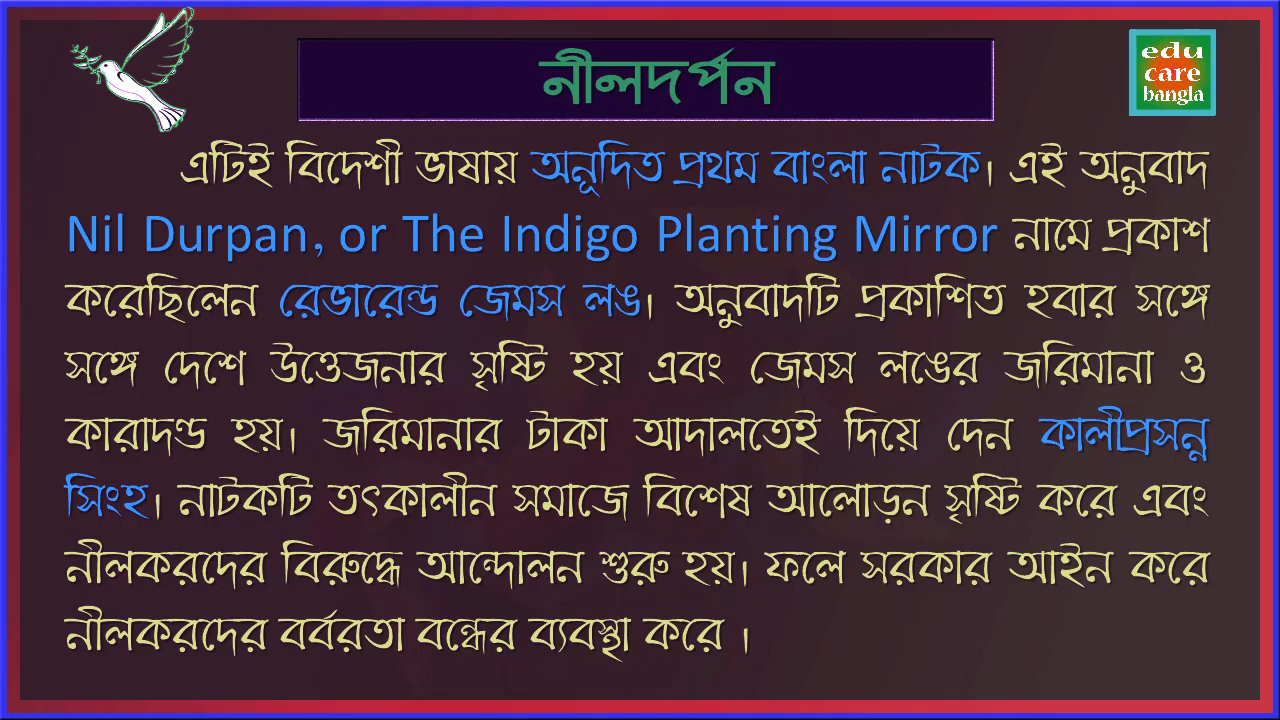 নীলদর্পন
edu
care
bangla
এটিই বিদেশী ভাষায় অনূদিত প্রথম বাংলা নাটক। এই অনুবাদ
Nil Durpan, or The Indigo Planting Mirror নামে প্রকাশ
করেছিলেন রেভারেন্ড জেমস লঙ। অনুবাদটি প্রকাশিত হবার সঙ্গে
সঙ্গে দেশে উত্তেজনার সৃষ্টি হয় এবং জেমস লঙের জরিমানা ও
কারাদণ্ড হয়। জরিমানার টাকা আদালতেই দিয়ে দেন কালীপ্রসন্ন
সিংহ। নাটকটি তৎকালীন সমাজে বিশেষ আলোড়ন সৃষ্টি করে এবং
নীলকরদের বিরুদ্ধে আন্দোলন শুরু হয়। ফলে সরকার আইন করে
নীলকরদের বর্বরতা বন্ধের ব্যবস্থা করে ।